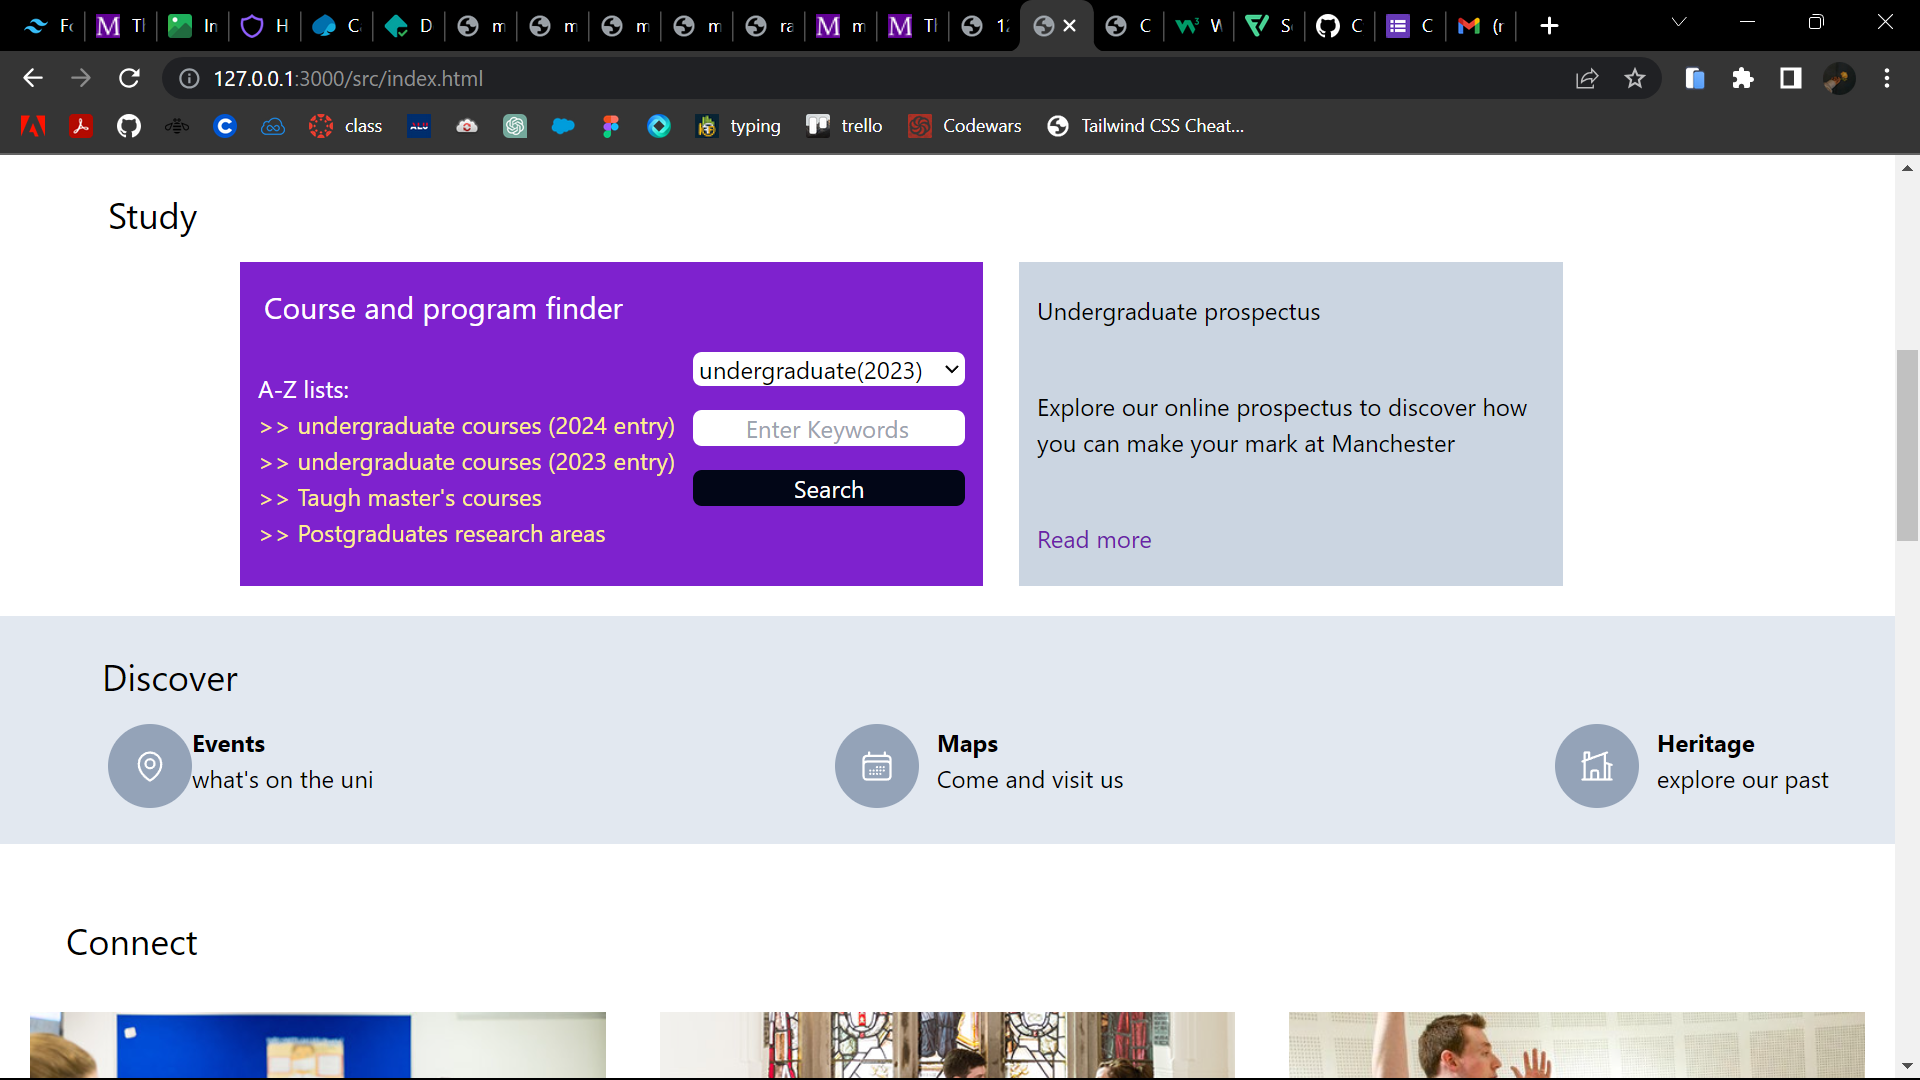 Fo
Tl
In
H
C
D
m
m
m
m
ra
m
Tl
12
C
W
S
C
C
(r
127.0.0.1:3000/src/index.html
class
ALU
typing
trello
Codewars
Tailwind CSS Cheat...
Study
Course and program finder
A-Z lists:
>> undergraduate courses (2024 entry)
>> undergraduate courses (2023 entry)
>> Taugh master's courses
>> Postgraduates research areas
undergraduate(2023)
Enter Keywords
Search
Undergraduate prospectus
Explore our online prospectus to discover how
you can make your mark at Manchester
Read more
Discover
Events
what's on the uni
Maps
Come and visit us
Heritage
explore our past
Connect